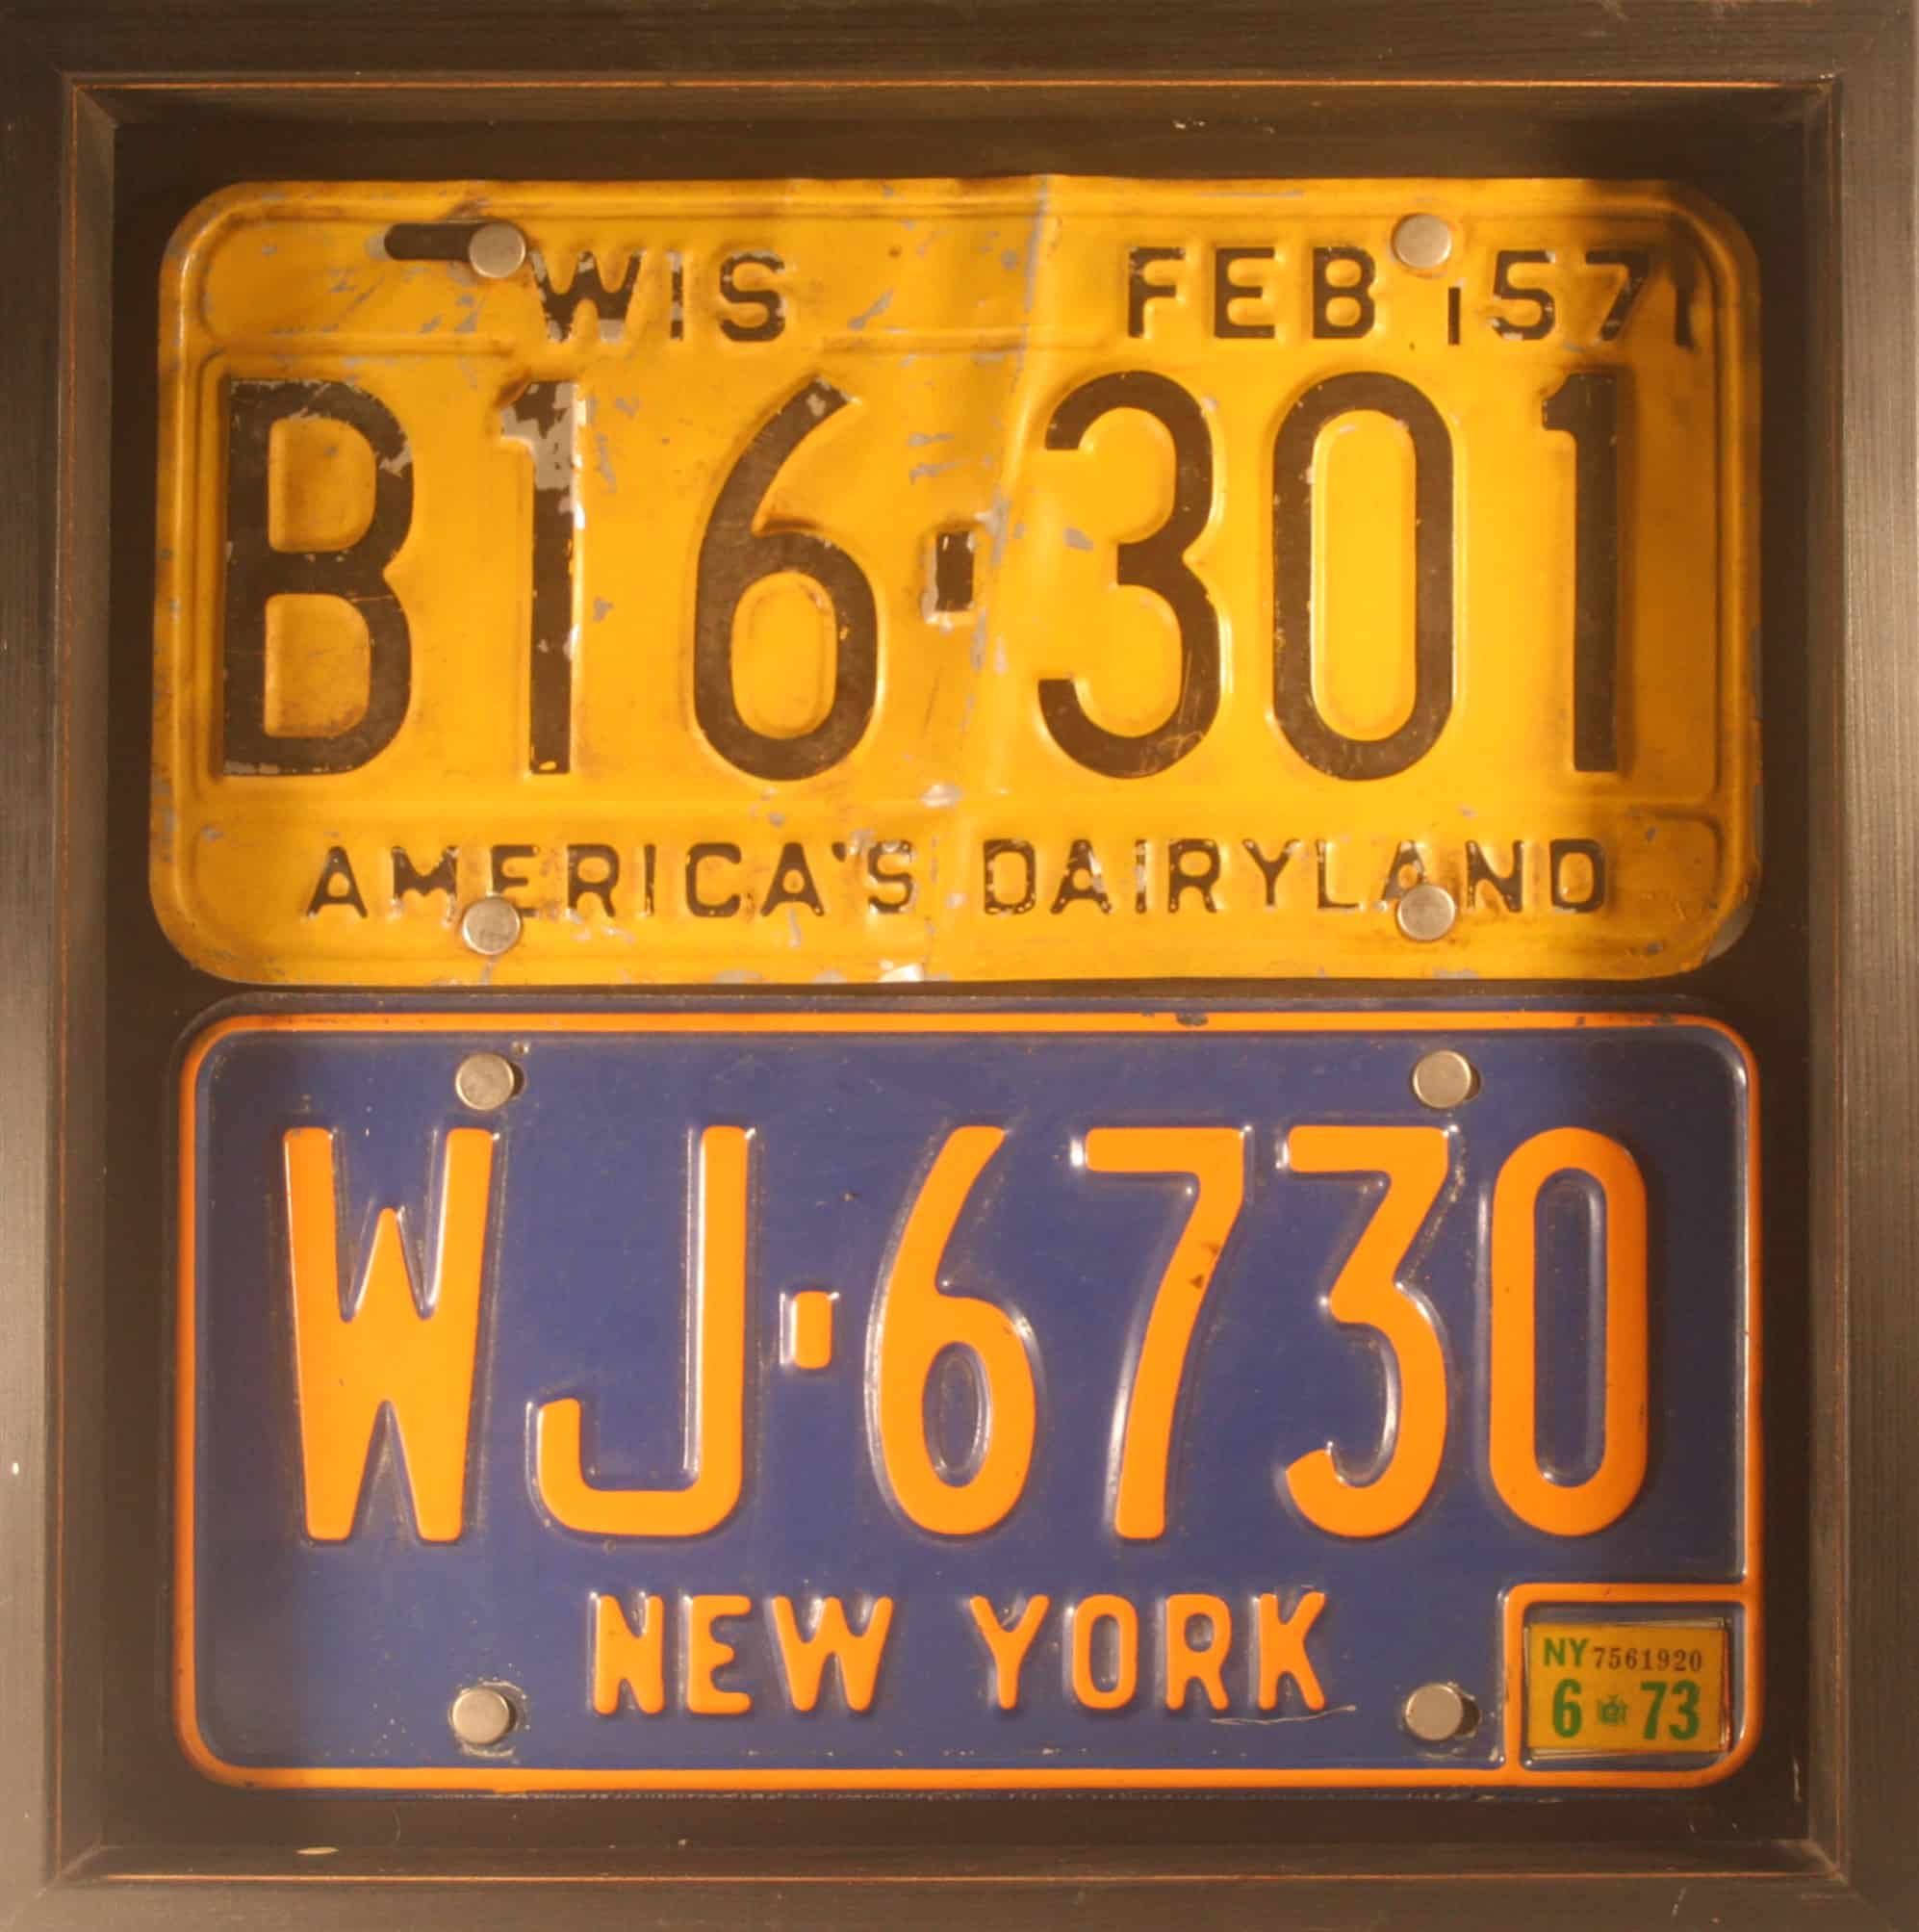 WIS FEB '57
B16-301
AMERICA'S DAIRYLAND
WJ-6730
NEW YORK
NY 7561920
6 73